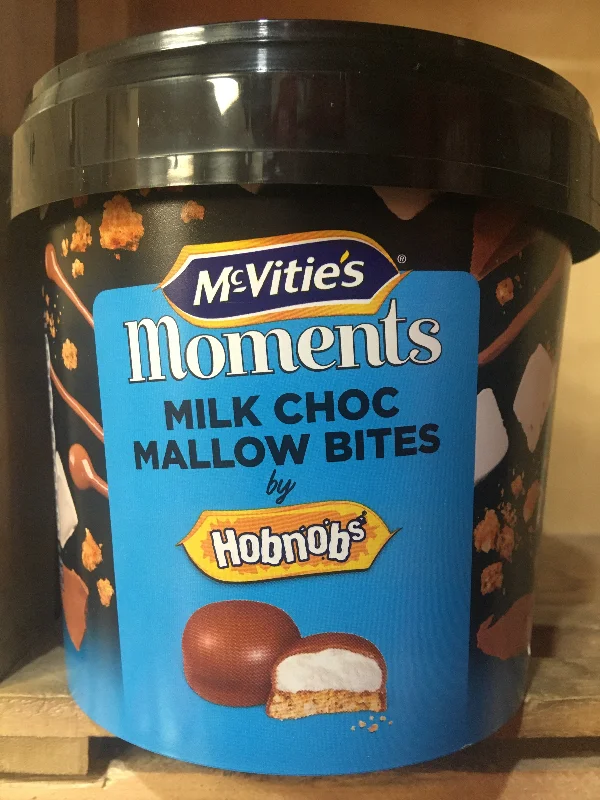 McVitie's ®
Moments
MILK CHOC
MALLOW BITES
by
Hobnobs